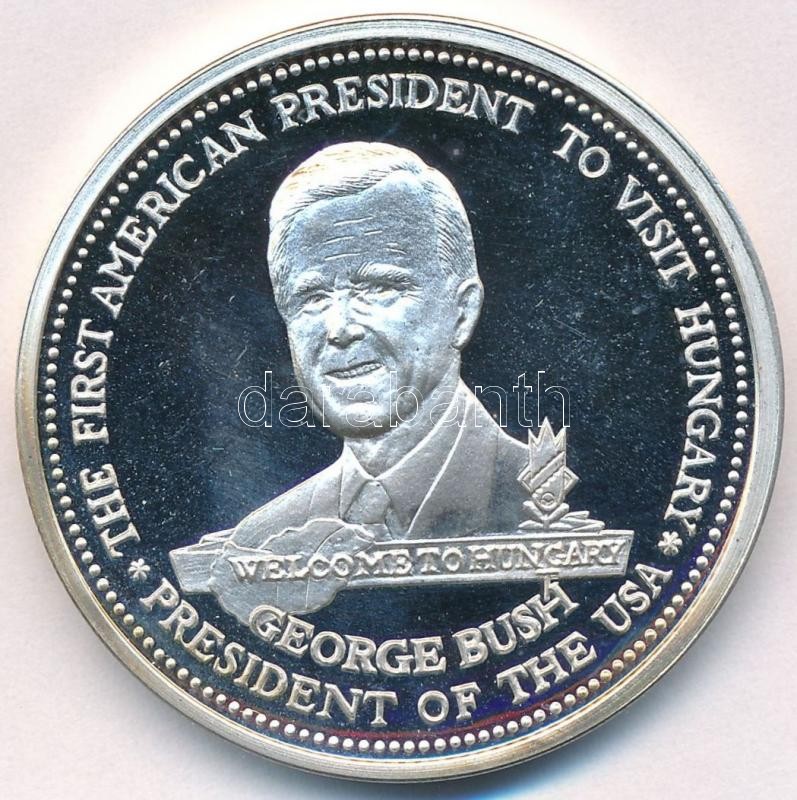 THE FIRST AMERICAN PRESIDENT TO VISIT HUNGARY
darabanth
WELCOME TO HUNGARY
GEORGE BUSH
* PRESIDENT OF THE USA *